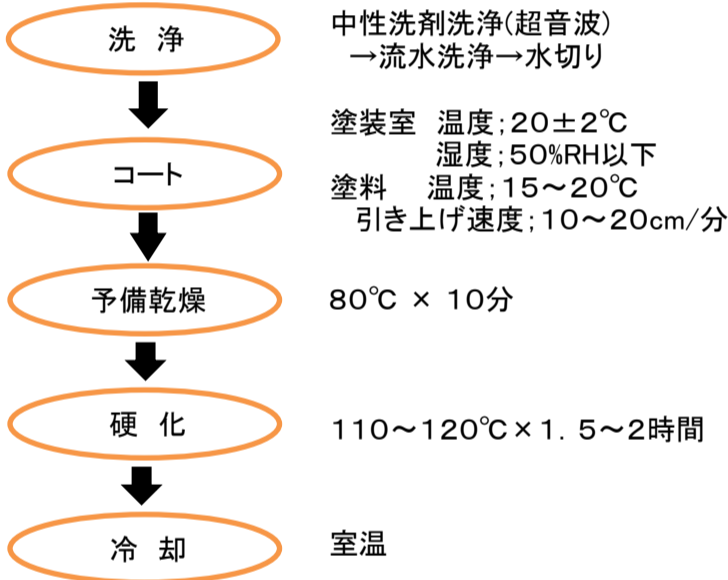 洗 浄
中性洗剤洗浄(超音波)
→流水洗浄→水切り
コート
塗装室 温度;20±2℃
湿度;50%RH以下
塗料 温度;15～20℃
引き上げ速度;10～20cm/分
予備乾燥
80℃ × 10分
硬 化
110～120℃×1．5～2時間
冷 却
室温